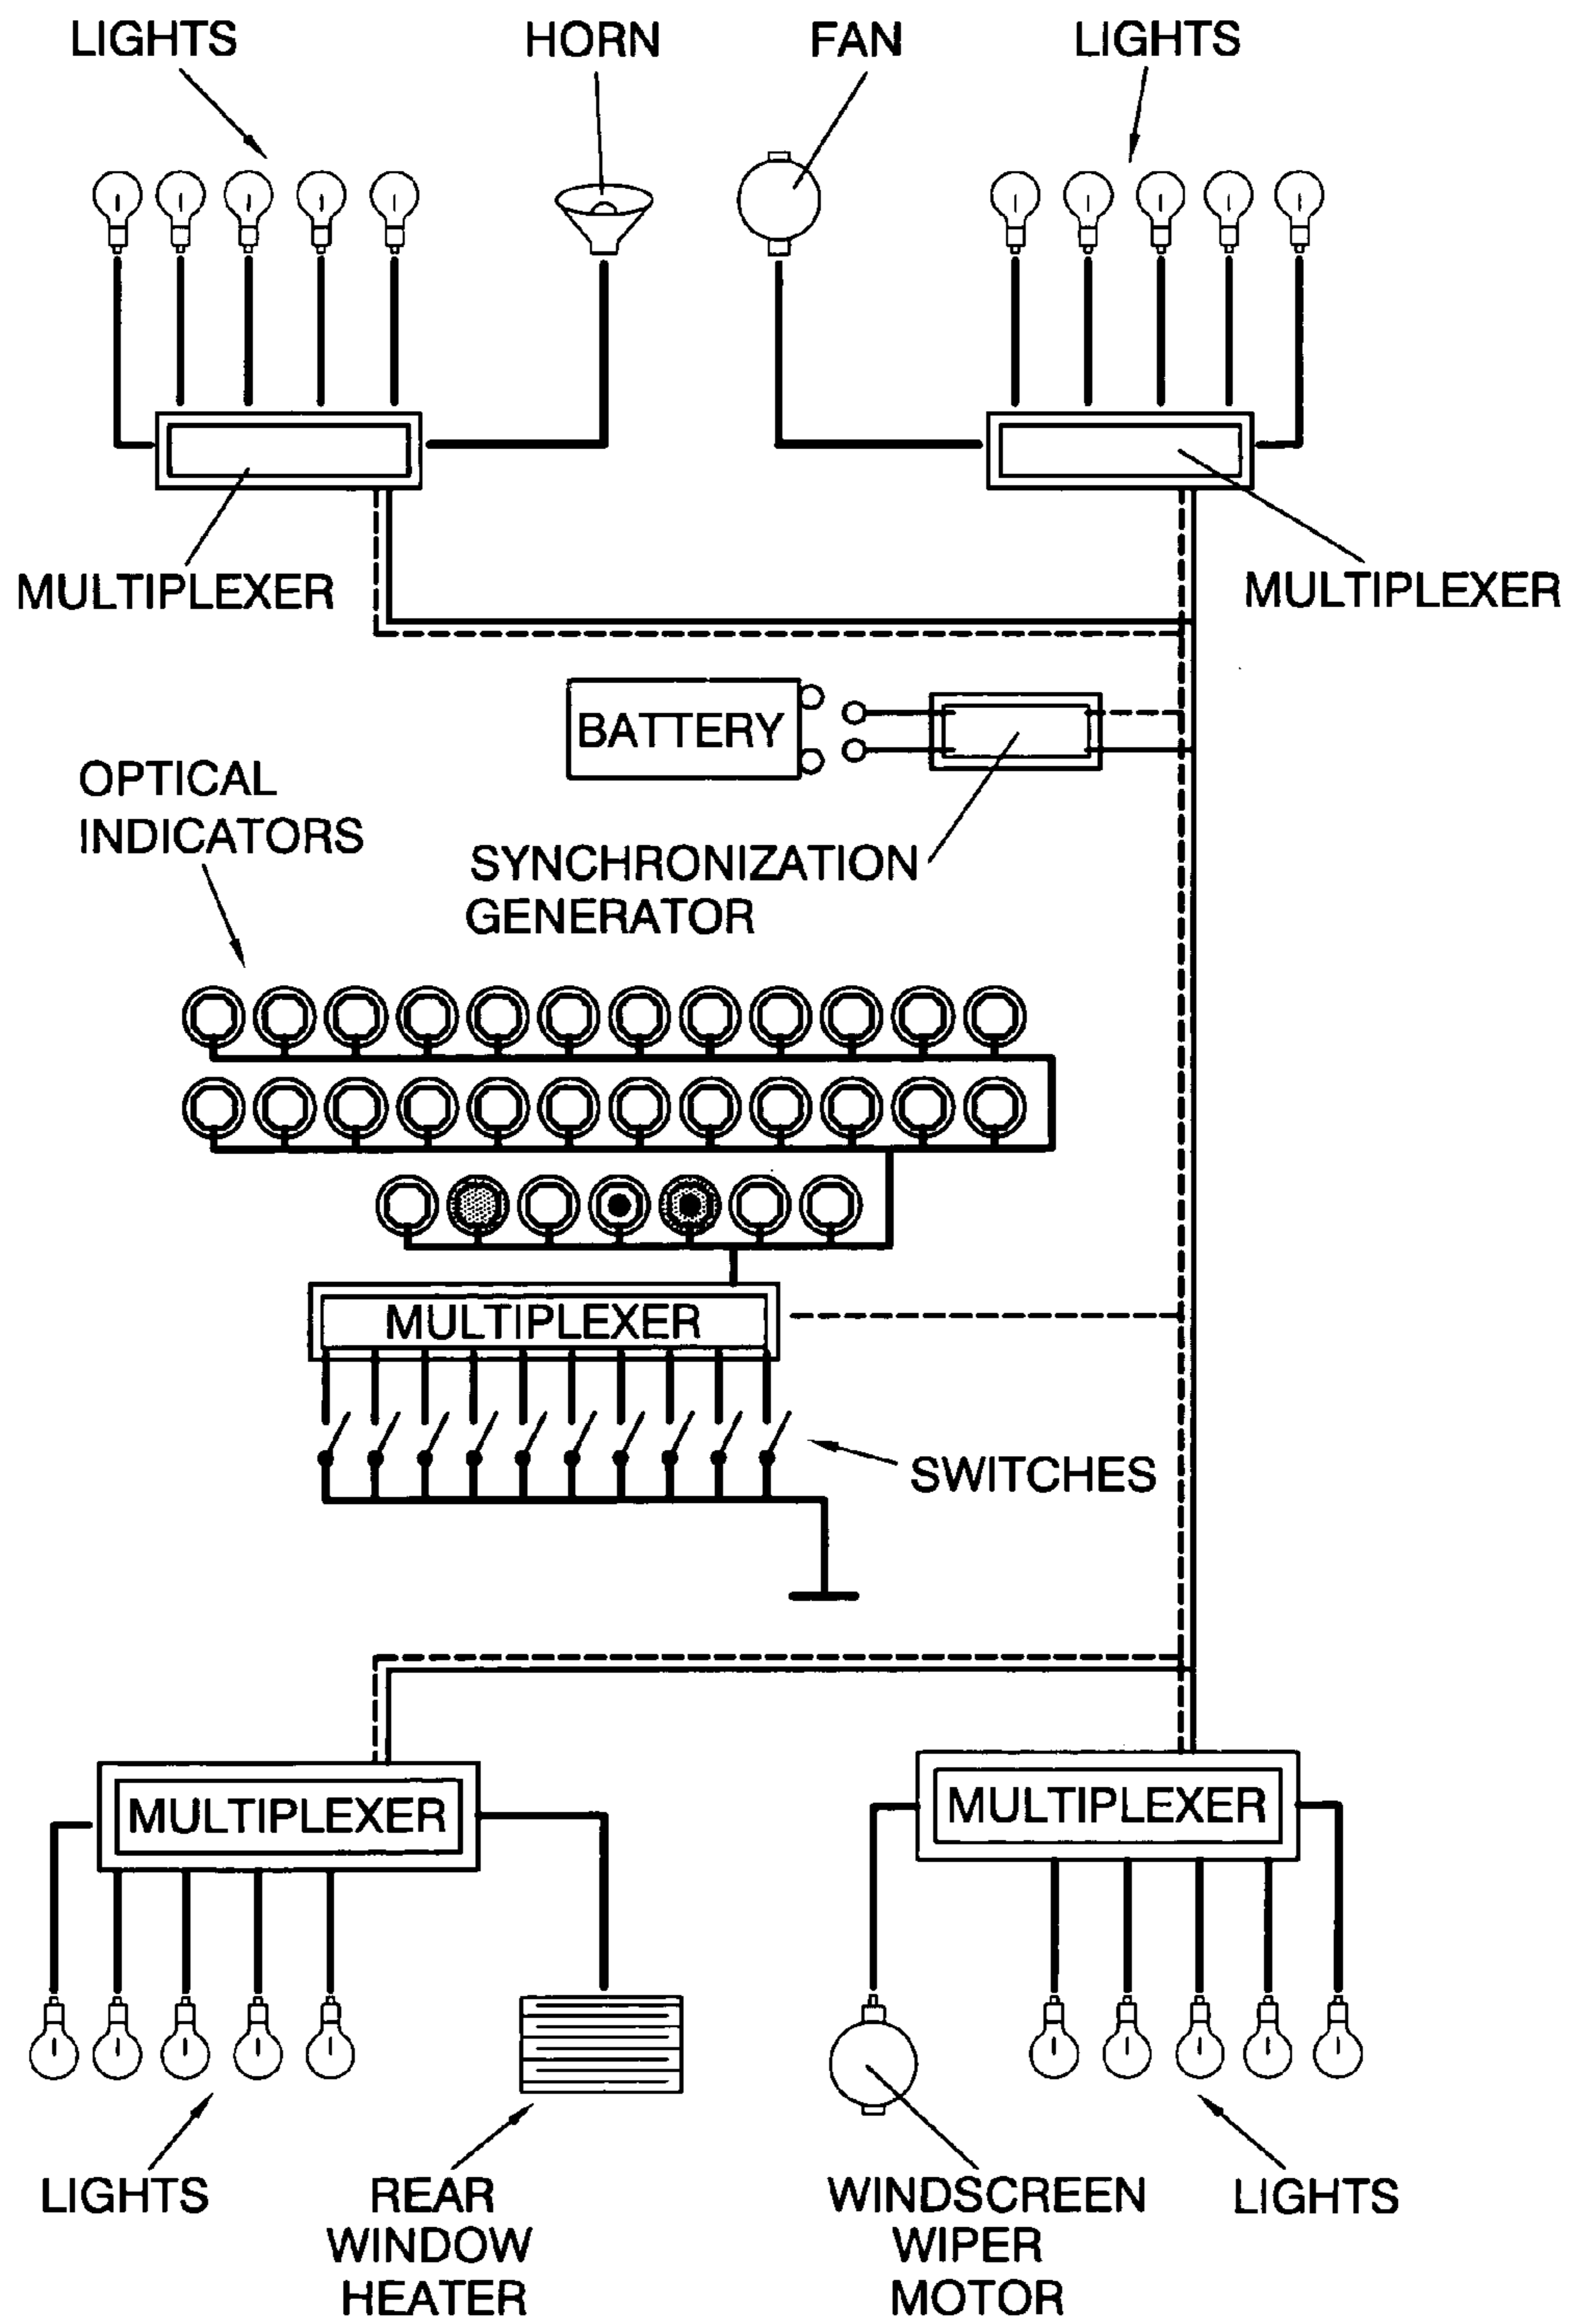 LIGHTS
HORN
FAN
LIGHTS
MULTIPLEXER
MULTIPLEXER
BATTERY
OPTICAL
INDICATORS
SYNCHRONIZATION
GENERATOR
MULTIPLEXER
SWITCHES
MULTIPLEXER
MULTIPLEXER
LIGHTS
REAR
WINDOW
HEATER
WINDSCREEN
WIPER
MOTOR
LIGHTS